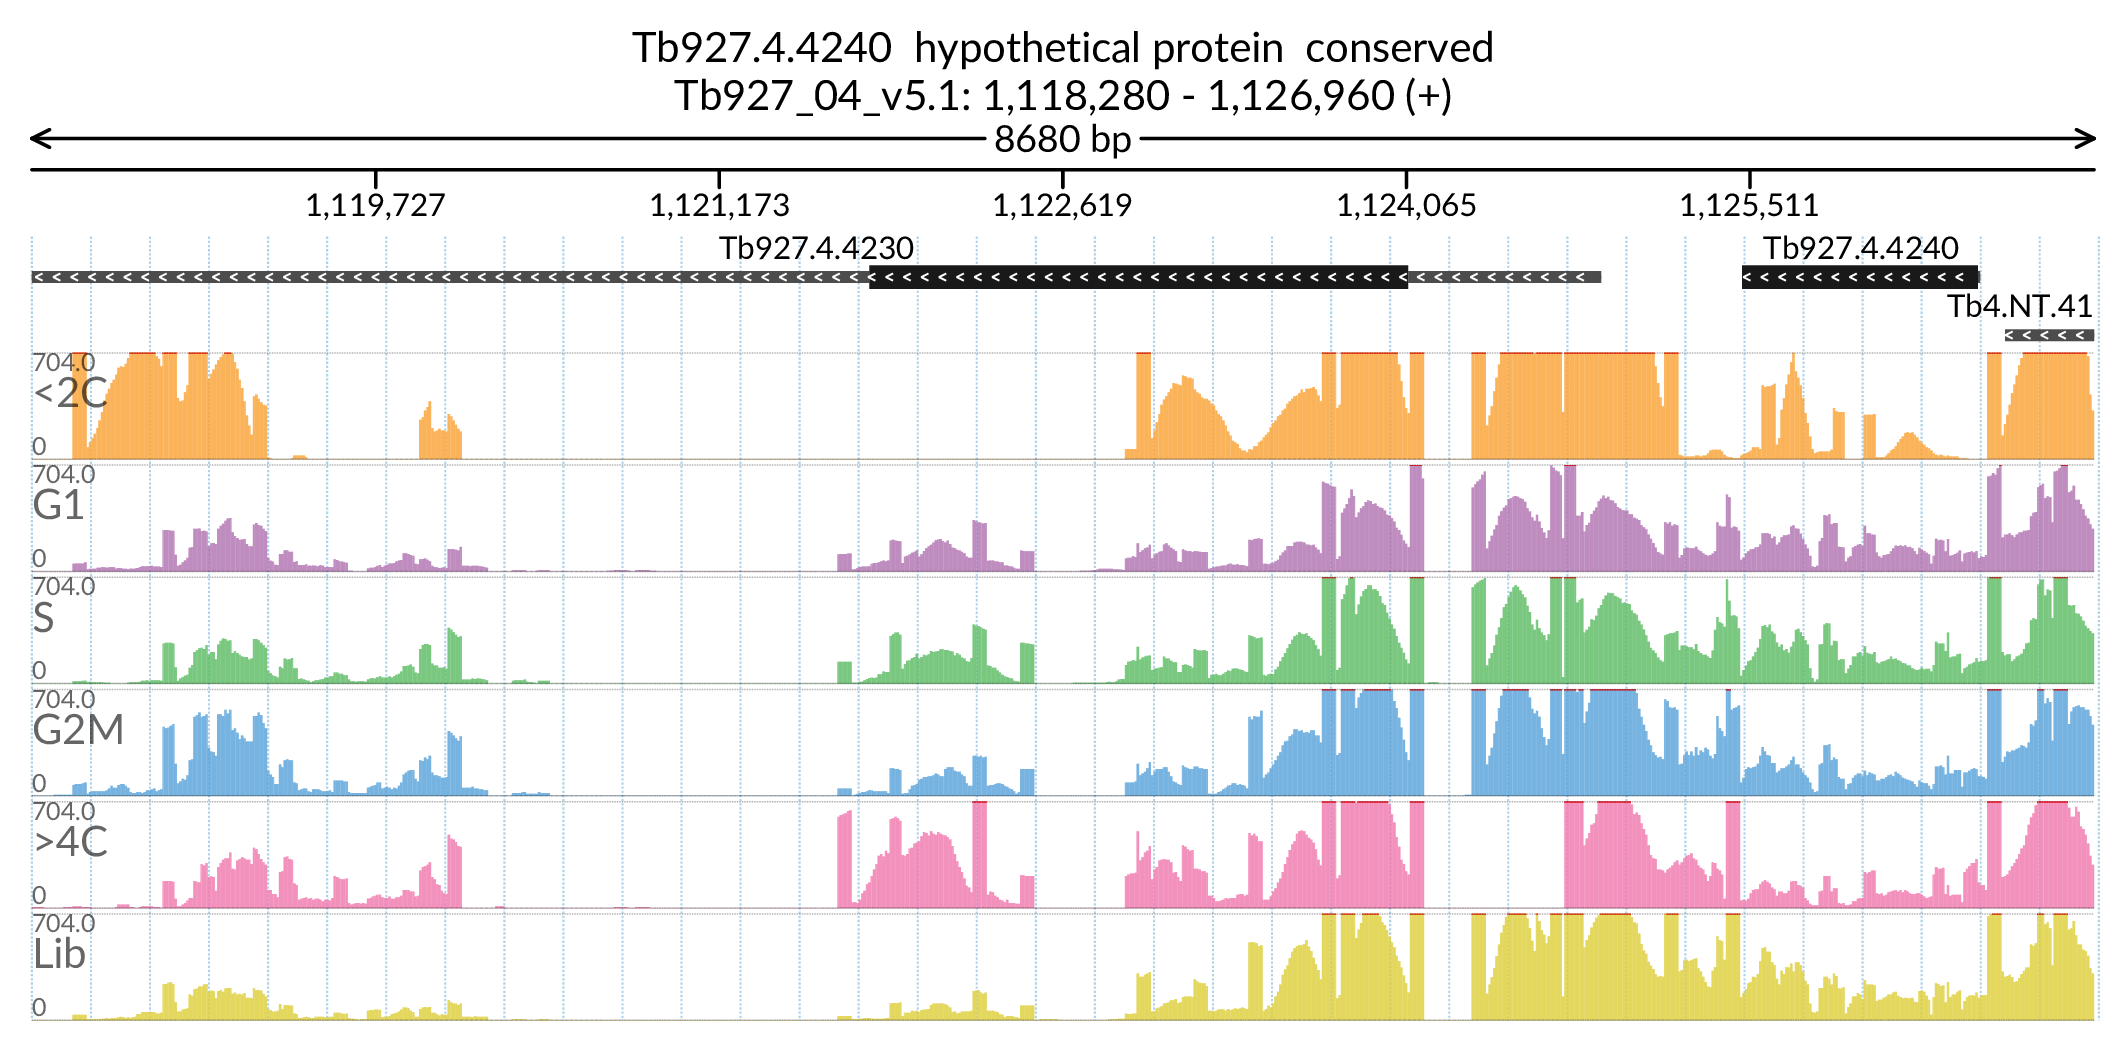 Tb927.4.4240 hypothetical protein conserved
Tb927_04_v5.1: 1,118,280 - 1,126,960 (+)
8680 bp
1,119,727 1,121,173 1,122,619 1,124,065 1,125,511
Tb927.4.4230 Tb927.4.4240
Tb4.NT.41
704.0
<2C
0
704.0
G1
0
704.0
S
0
704.0
G2M
0
704.0
>4C
0
704.0
Lib
0